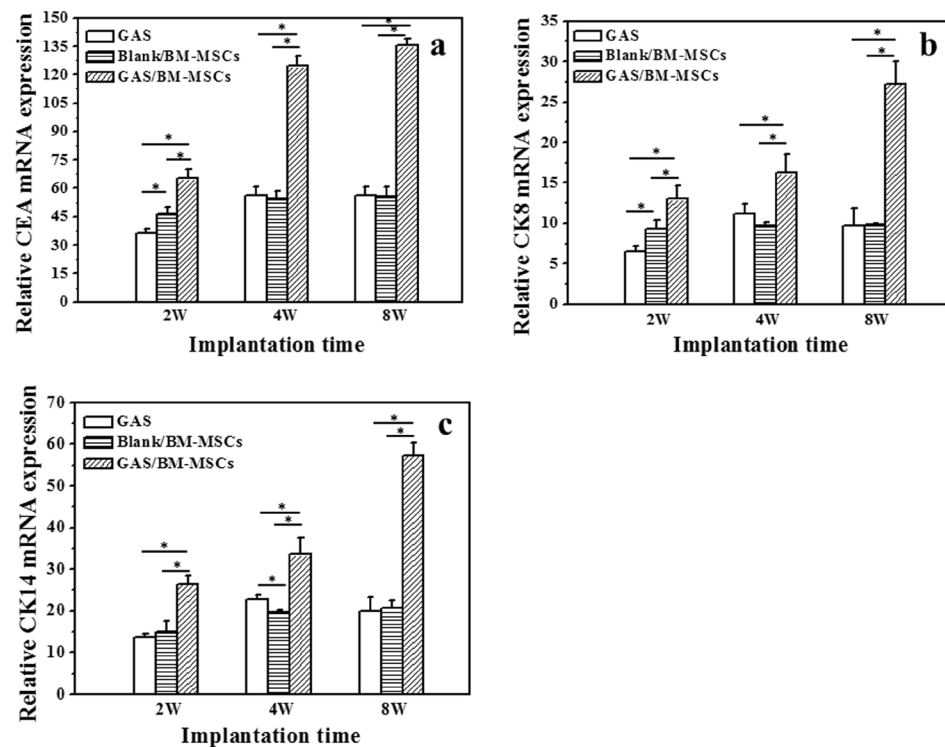 a
GAS
Blank/BM-MSCs
GAS/BM-MSCs
Relative CEA mRNA expression
150
135
120
105
90
75
60
45
30
15
0
* * * * * * *
2W 4W 8W
Implantation time
b
GAS
Blank/BM-MSCs
GAS/BM-MSCs
Relative CK8 mRNA expression
35
30
25
20
15
10
5
0
* * * * * * *
2W 4W 8W
Implantation time
c
GAS
Blank/BM-MSCs
GAS/BM-MSCs
Relative CK14 mRNA expression
70
60
50
40
30
20
10
0
* * * * * * *
2W 4W 8W
Implantation time